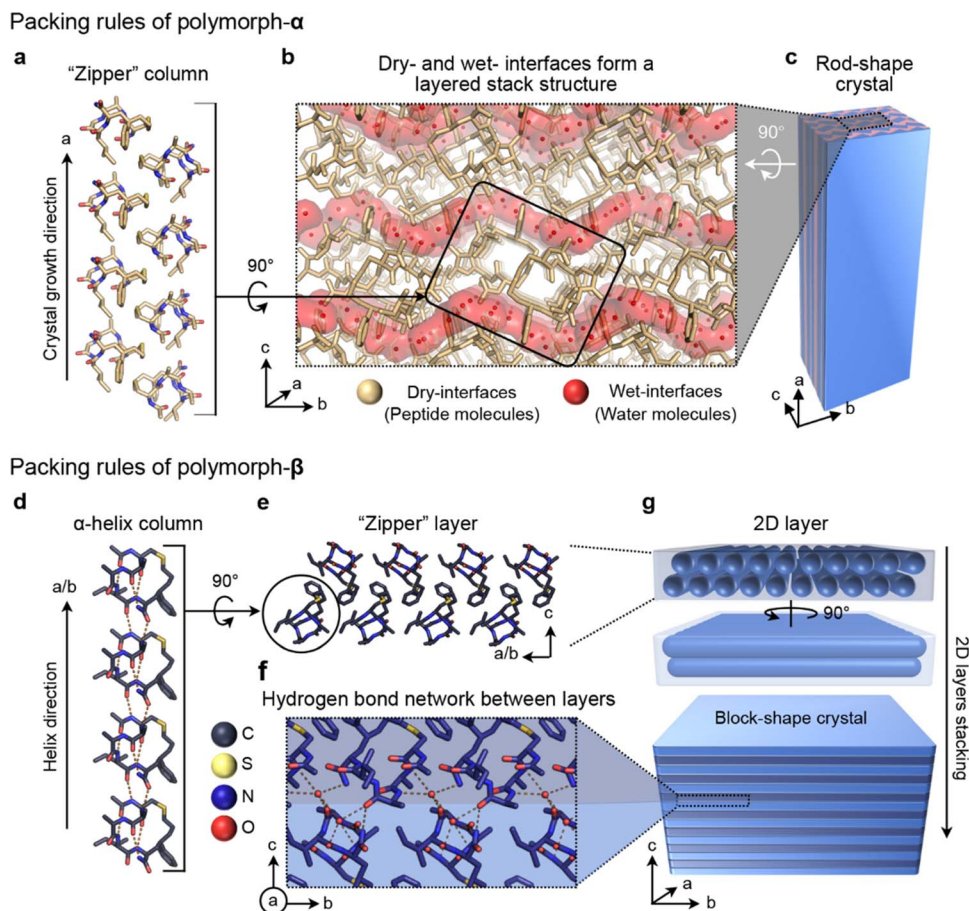 Packing rules of polymorph-α
a
"Zipper" column
a
Crystal growth direction
90°
b
Dry- and wet- interfaces form a
layered stack structure
c
a
b
Dry-interfaces
(Peptide molecules)
Wet-interfaces
(Water molecules)
90°
c
Rod-shape
crystal
a
c
b
Packing rules of polymorph-β
d
α-helix column
a/b
Helix direction
90°
C
S
N
O
e
"Zipper" layer
c
a/b
f
Hydrogen bond network between layers
c
a
b
g
2D layer
90°
Block-shape crystal
2D layers stacking
c
a
b